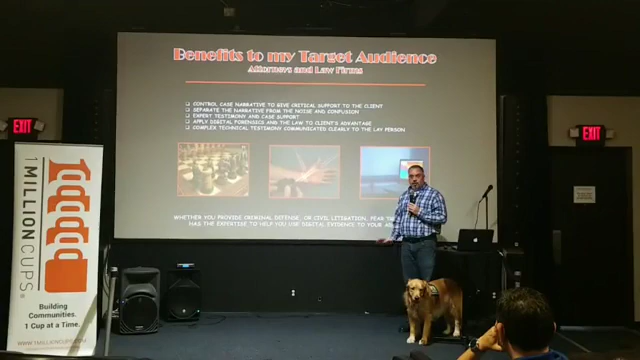 Benefits to my Target Audience
Attorneys and Law Firms
CONTROL CASE NARRATIVE TO GIVE CRITICAL SUPPORT TO THE CLIENT
SEPARATE THE NARRATIVE FROM THE NOISE AND CONFUSION
EXPERT TESTIMONY AND CASE SUPPORT
APPLY DIGITAL FORENSICS AND THE LAW TO CLIENT'S ADVANTAGE
COMPLEX TECHNICAL TESTIMONY COMMUNICATED CLEARLY TO THE LAY PERSON
WHETHER YOU PROVIDE CRIMINAL DEFENSE, OR CIVIL LITIGATION,
HAS THE EXPERTISE TO HELP YOU USE DIGITAL EVIDENCE TO YOUR
EXIT
EXIT
1 MILLION CUPS
Building
Communities.
1 Cup at a Time.